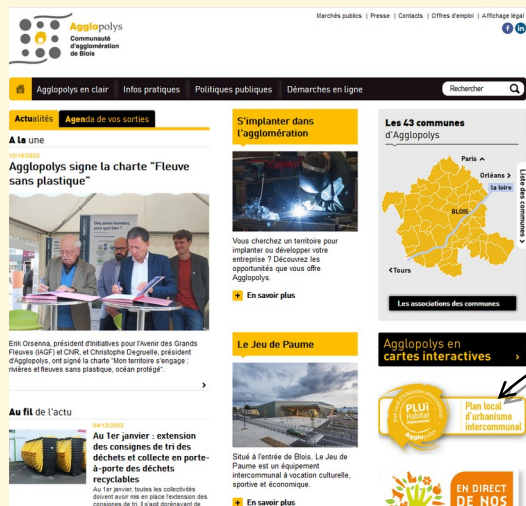 Marchés publics | Presse | Contacts | Offres d'emploi | Affichage légal
Agglopolys
Communauté
d'agglomération
de Blois
Agglopolys en clair
Infos pratiques
Politiques publiques
Démarches en ligne
Rechercher
Actualités
Agenda de vos sorties
A la une
12/10/2022
Agglopolys signe la charte "Fleuve
sans plastique"
Erik Orsenna, président d'Initiatives pour l'Avenir des Grands
Fleuves (IAGF) et CNR, et Christophe Degruelle, président
d'Agglopolys, ont signé la charte "Mon territoire s'engage :
rivières et fleuves sans plastique, océan protégé".
Au fil de l'actu
04/12/2022
Au 1er janvier : extension
des consignes de tri des
déchets et collecte en porte-
à-porte des déchets
recyclables
Au 1er janvier, toutes les collectivités
doivent avoir mis en place l'extension des
consignes de tri. Il s'agit dorénavant de
S'implanter dans
l'agglomération
Vous cherchez un territoire pour
implanter ou développer votre
entreprise ? Découvrez les
opportunités que vous offre
Agglopolys.
+ En savoir plus
Le Jeu de Paume
Situé à l'entrée de Blois, Le Jeu de
Paume est un équipement
intercommunal à vocation culturelle,
sportive et économique.
+ En savoir plus
Les 43 communes
d'Agglopolys
Paris
Orléans >
la loire
BLOIS
<Tours
Liste des communes >
Les associations des communes
Agglopolys en
cartes interactives >
PLUi
Habitat
Agglo
Plan local
d'urbanisme
intercommunal
EN DIRECT
DE NOS